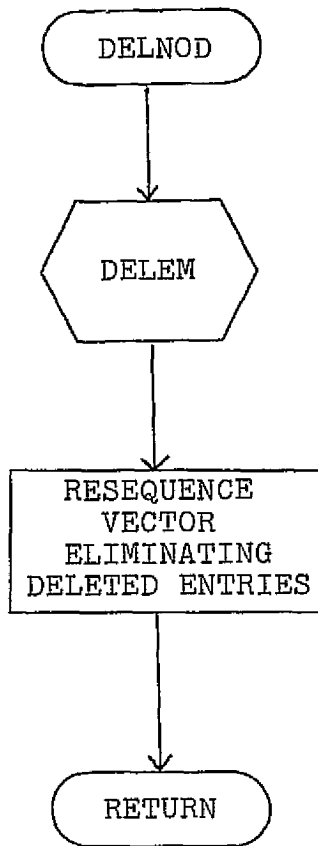 DELNOD
DELEM
RESEQUENCE
VECTOR
ELIMINATING
DELETED ENTRIES
RETURN